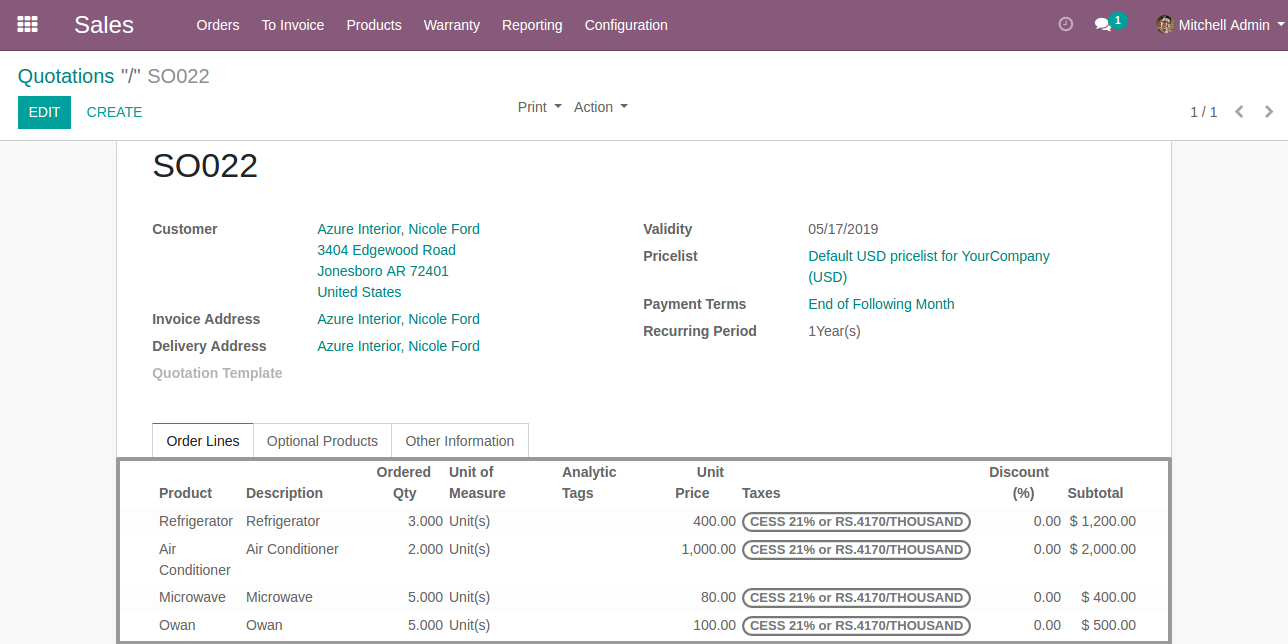 Sales Orders To Invoice Products Warranty Reporting Configuration 1 Mitchell Admin
Quotations "/" SO022
EDIT CREATE Print Action 1 / 1
SO022
Customer Azure Interior, Nicole Ford Validity 05/17/2019
3404 Edgewood Road Pricelist Default USD pricelist for YourCompany
Jonesboro AR 72401 (USD)
United States Payment Terms End of Following Month
Invoice Address Azure Interior, Nicole Ford Recurring Period 1Year(s)
Delivery Address Azure Interior, Nicole Ford
Quotation Template
Order Lines Optional Products Other Information
Ordered Unit of Analytic Unit Discount
Product Description Qty Measure Tags Price Taxes (%) Subtotal
Refrigerator Refrigerator 3.000 Unit(s) 400.00 CESS 21% or RS.4170/THOUSAND 0.00 $ 1,200.00
Air Air Conditioner 2.000 Unit(s) 1,000.00 CESS 21% or RS.4170/THOUSAND 0.00 $ 2,000.00
Conditioner
Microwave Microwave 5.000 Unit(s) 80.00 CESS 21% or RS.4170/THOUSAND 0.00 $ 400.00
Owan Owan 5.000 Unit(s) 100.00 CESS 21% or RS.4170/THOUSAND 0.00 $ 500.00